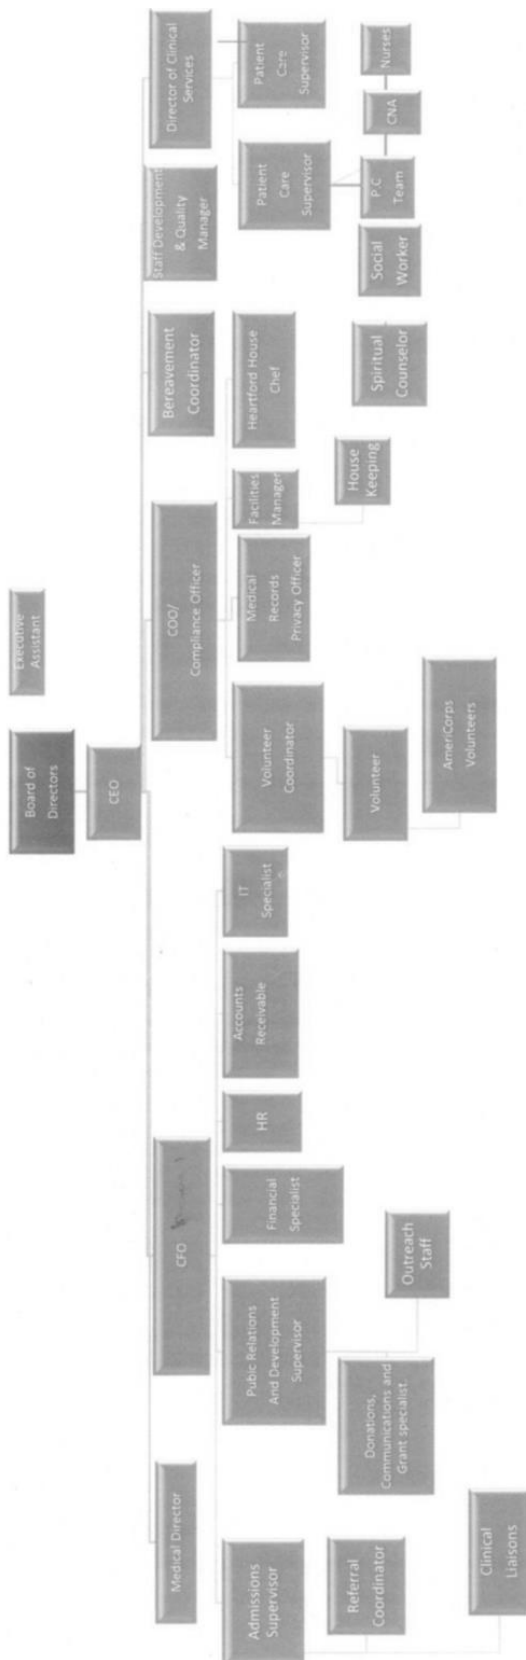 Board of
Directors
Executive
Assistant
CEO
Medical Director
CFO
COO/
Compliance Officer
Bereavement
Coordinator
Staff Development
& Quality
Manager
Director of Clinical
Services
Admissions
Supervisor
Pubic Relations
And Development
Supervisor
Financial
Specialist
HR
Accounts
Receivable
IT
Specialist
Volunteer
Coordinator
Medical
Records
Privacy Officer
Facilities
Manager
Heartford House
Chef
Patient
Care
Supervisor
Patient
Care
Supervisor
Referral
Coordinator
Donations,
Communications and
Grant specialist.
Outreach
Staff
Volunteer
House
Keeping
Spiritual
Counselor
Social
Worker
P.C
Team
CNA
Nurses
Clinical
Liaisons
AmeriCorps
Volunteers